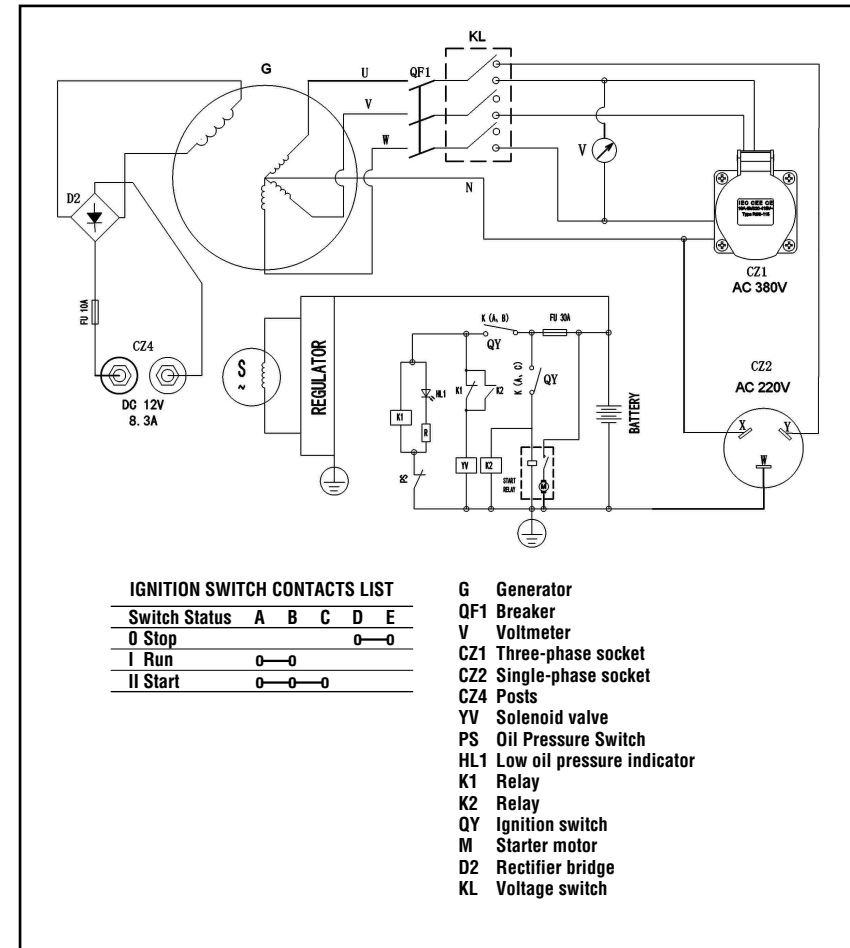 KL
G
U
QF1
V
W
V
N
D2
IEC CEE CE
CZ1
AC 380V
FU 10A
CZ4
K (A、B)
FU 30A
QY
CZ2
S
~
REGULATOR
K (A、C)
QY
AC 220V
DC 12V
8.3A
HL1
K1
K2
K1
BATTERY
X
Y
R
W
PS
YV
K2
START
RELAY
M
IGNITION SWITCH CONTACTS LIST
Switch Status A B C D E
0 Stop
I Run
II Start
G Generator
QF1 Breaker
V Voltmeter
CZ1 Three-phase socket
CZ2 Single-phase socket
CZ4 Posts
YV Solenoid valve
PS Oil Pressure Switch
HL1 Low oil pressure indicator
K1 Relay
K2 Relay
QY Ignition switch
M Starter motor
D2 Rectifier bridge
KL Voltage switch